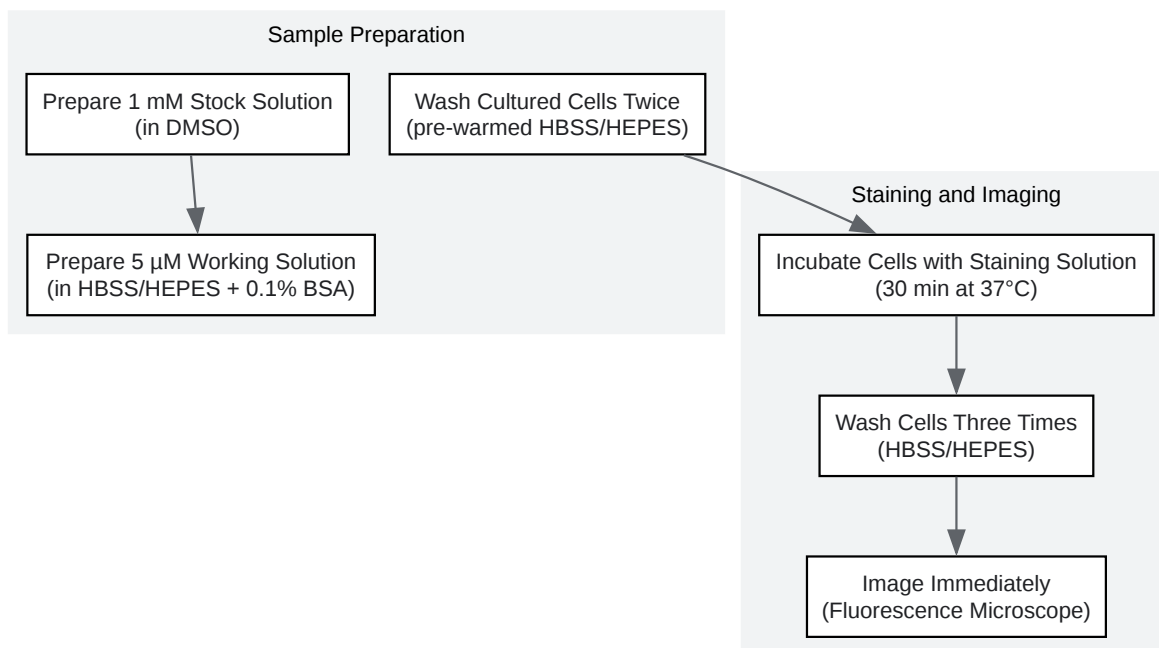 Sample Preparation
Prepare 1 mM Stock Solution
(in DMSO)
Wash Cultured Cells Twice
(pre-warmed HBSS/HEPES)
Prepare 5 µM Working Solution
(in HBSS/HEPES + 0.1% BSA)
Staining and Imaging
Incubate Cells with Staining Solution
(30 min at 37°C)
Wash Cells Three Times
(HBSS/HEPES)
Image Immediately
(Fluorescence Microscope)